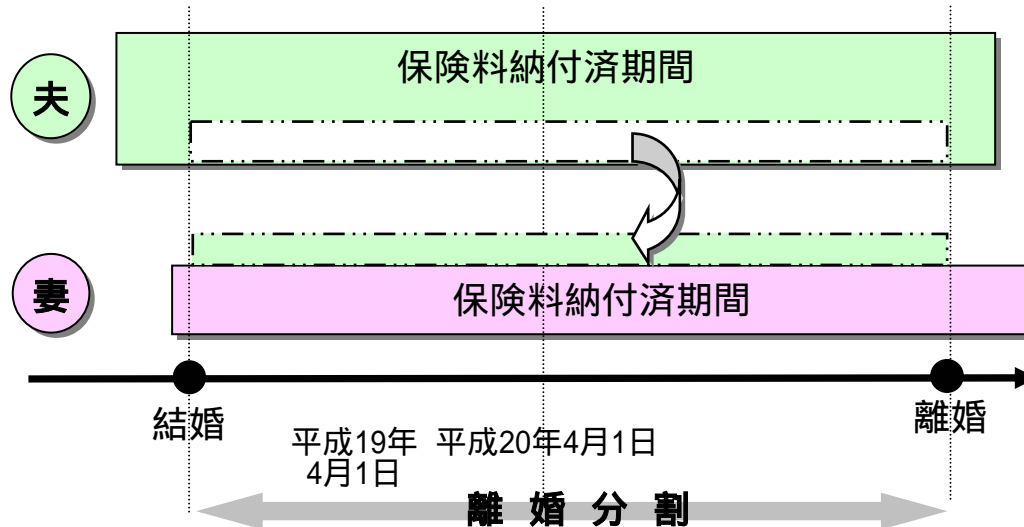 夫
保険料納付済期間
妻
保険料納付済期間
結婚
離婚
平成19年
4月1日
平成20年4月1日
離婚分割